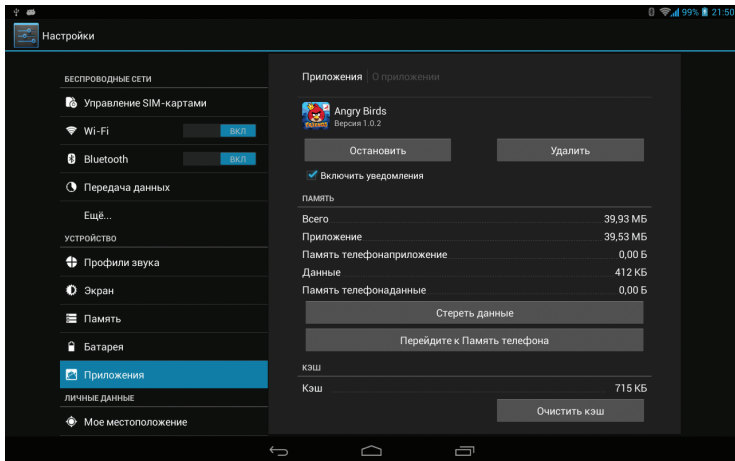 99% 21:50
Настройки
БЕСПРОВОДНЫЕ СЕТИ
Управление SIM-картами
Wi-Fi ВКЛ
Bluetooth ВКЛ
Передача данных
Ещё...
УСТРОЙСТВО
Профили звука
Экран
Память
Батарея
Приложения
ЛИЧНЫЕ ДАННЫЕ
Мое местоположение
Приложения О приложении
Angry Birds
Версия 1.0.2
Остановить Удалить
Включить уведомления
ПАМЯТЬ
Всего 39,93 МБ
Приложение 39,53 МБ
Память телефонаприложение 0,00 Б
Данные 412 КБ
Память телефонаданные 0,00 Б
Стереть данные
Перейдите к Память телефона
КЭШ
Кэш 715 КБ
Очистить кэш